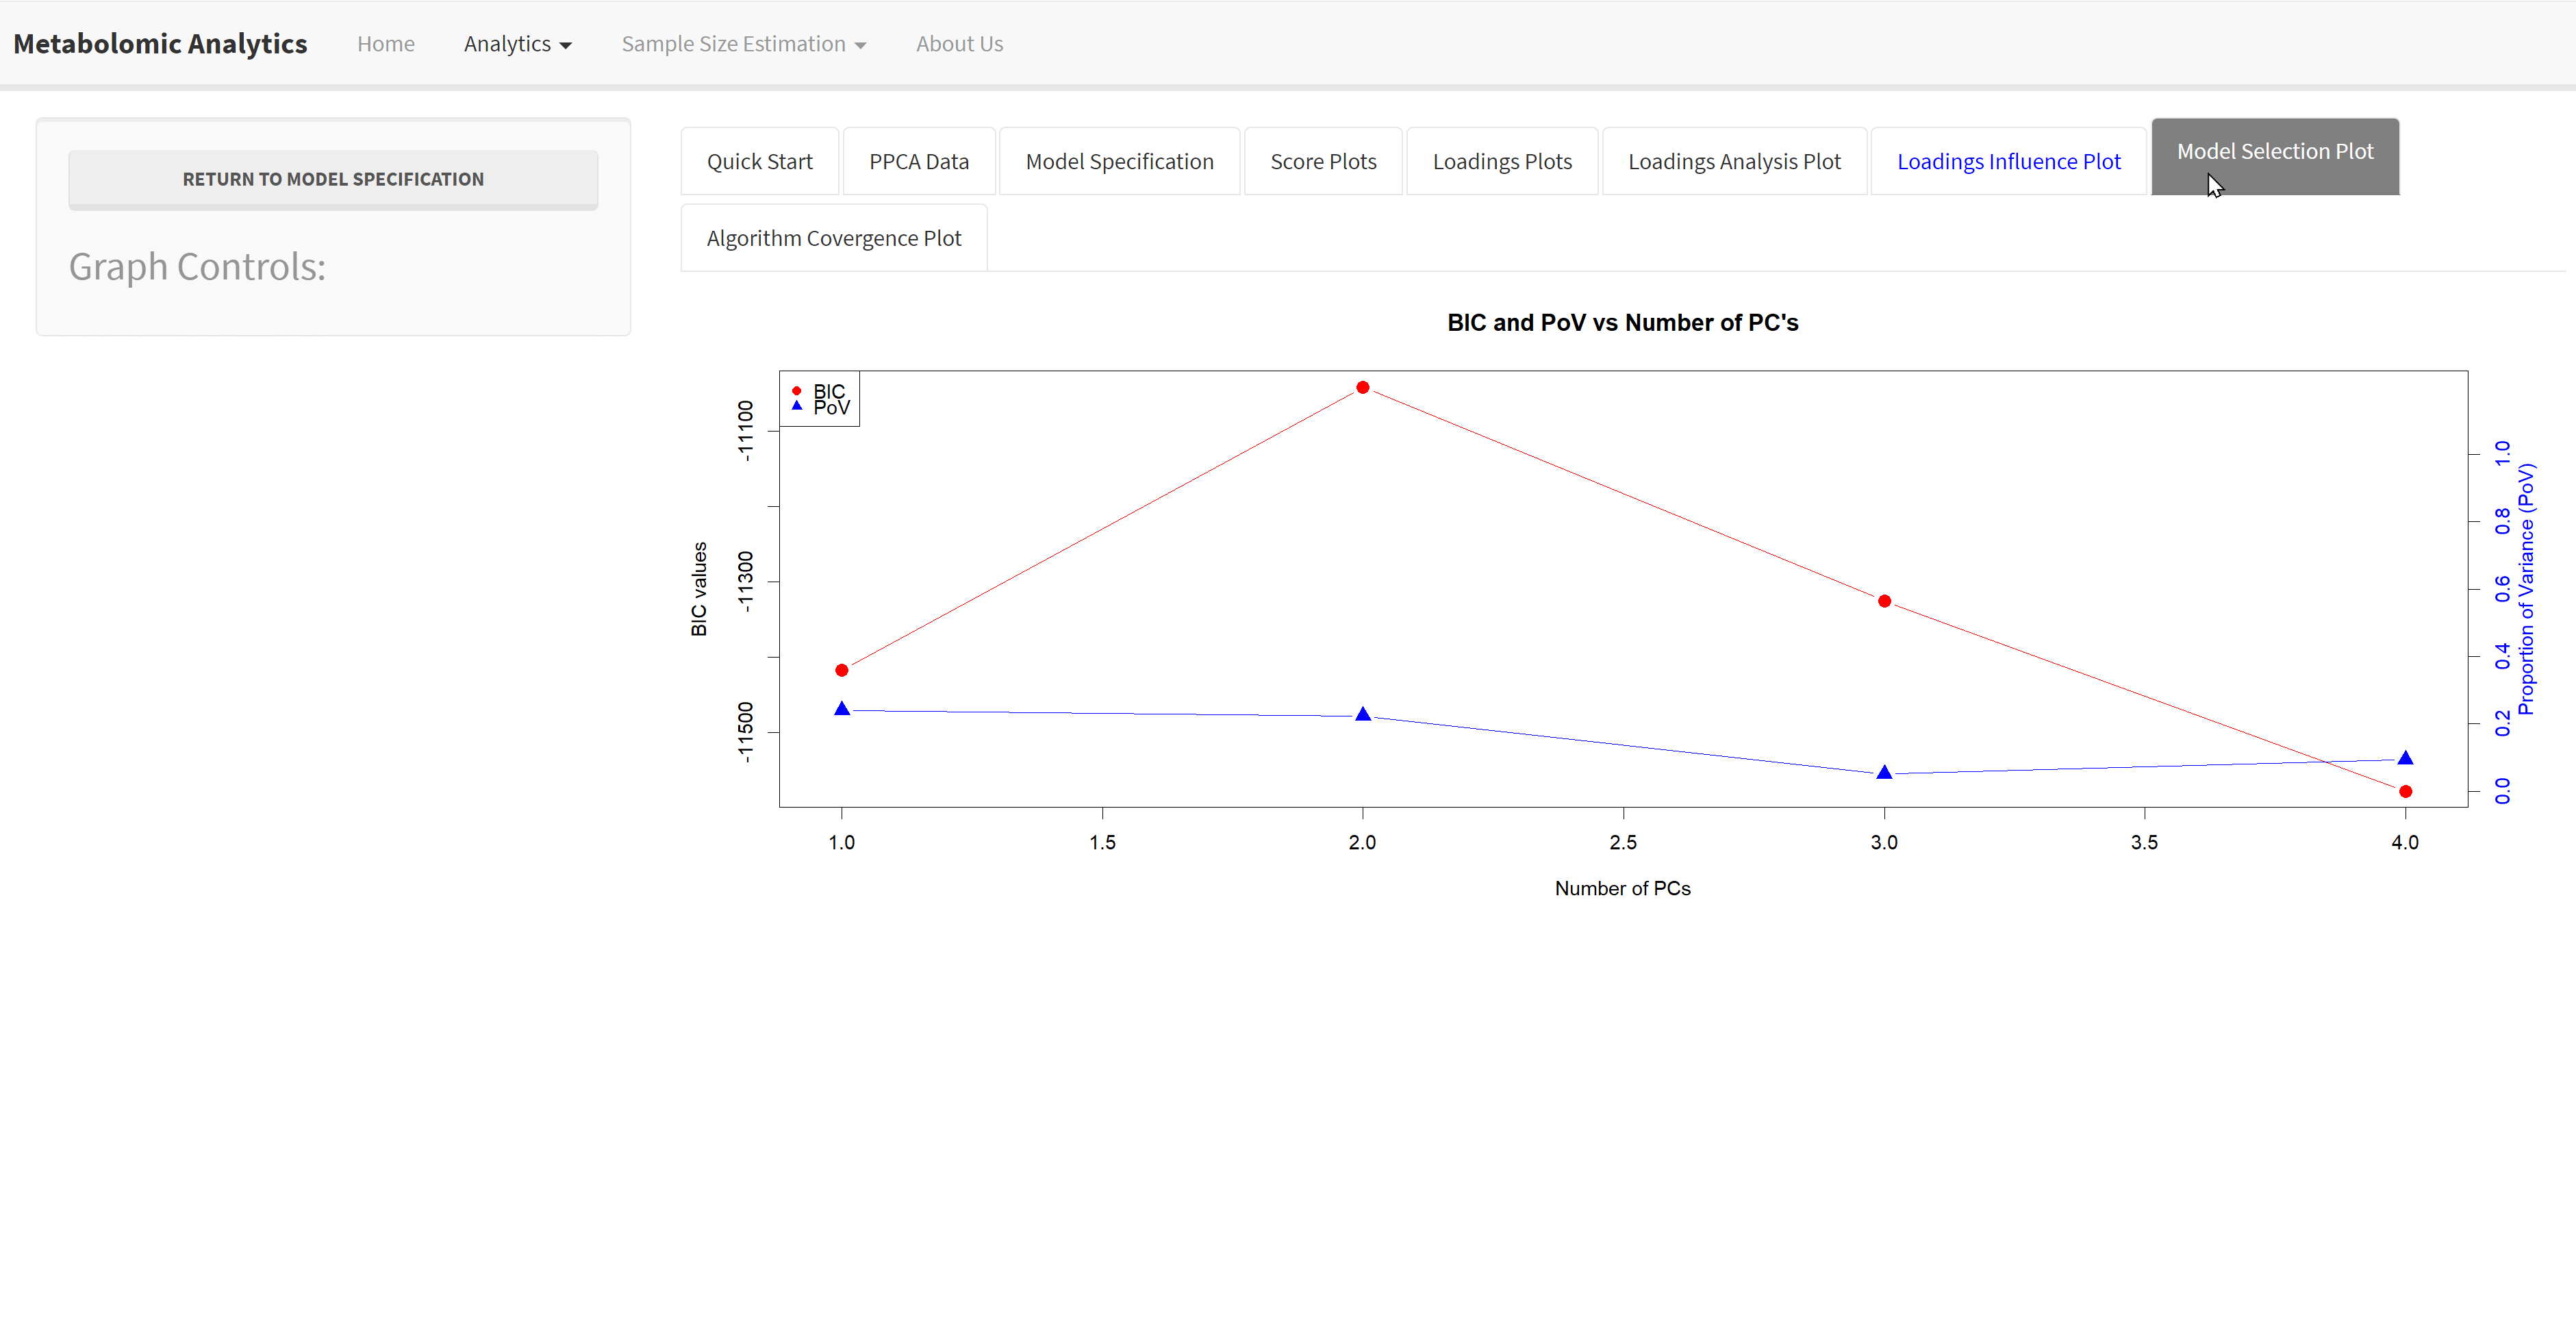 Metabolomic Analytics Home Analytics Sample Size Estimation About Us
RETURN TO MODEL SPECIFICATION
Graph Controls:
Quick Start PPCA Data Model Specification Score Plots Loadings Plots Loadings Analysis Plot Loadings Influence Plot Model Selection Plot
Algorithm Covergence Plot
BIC and PoV vs Number of PC's
BIC
PoV
BIC values
-11100
-11300
-11500
1.0
0.8
0.6
0.4
0.2
0.0
Proportion of Variance (PoV)
1.0 1.5 2.0 2.5 3.0 3.5 4.0
Number of PCs